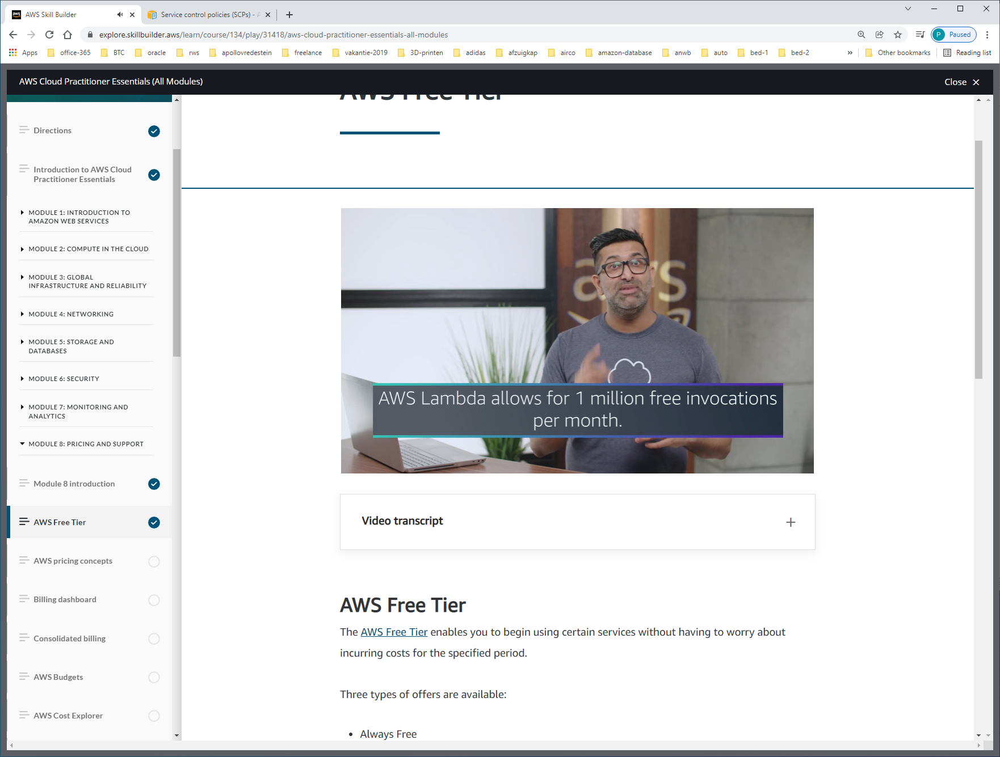 AWS Skill Builder
Service control policies (SCPs) - A
explore.skillbuilder.aws/learn/course/134/play/31418/aws-cloud-practitioner-essentials-all-modules
P Paused
Apps office-365 BTC oracle rws apollovredestein freelance vakantie-2019 3D-printen adidas afzuigkap airco amazon-database anwb auto bed-1 bed-2 » Other bookmarks Reading list
AWS Cloud Practitioner Essentials (All Modules)
Close
Directions
Introduction to AWS Cloud
Practitioner Essentials
MODULE 1: INTRODUCTION TO
AMAZON WEB SERVICES
MODULE 2: COMPUTE IN THE CLOUD
MODULE 3: GLOBAL
INFRASTRUCTURE AND RELIABILITY
MODULE 4: NETWORKING
MODULE 5: STORAGE AND
DATABASES
MODULE 6: SECURITY
MODULE 7: MONITORING AND
ANALYTICS
MODULE 8: PRICING AND SUPPORT
Module 8 introduction
AWS Free Tier
AWS pricing concepts
Billing dashboard
Consolidated billing
AWS Budgets
AWS Cost Explorer
AWS Free Tier
aws
AWS Lambda allows for 1 million free invocations
per month.
Video transcript
AWS Free Tier
The AWS Free Tier enables you to begin using certain services without having to worry about
incurring costs for the specified period.
Three types of offers are available:
• Always Free